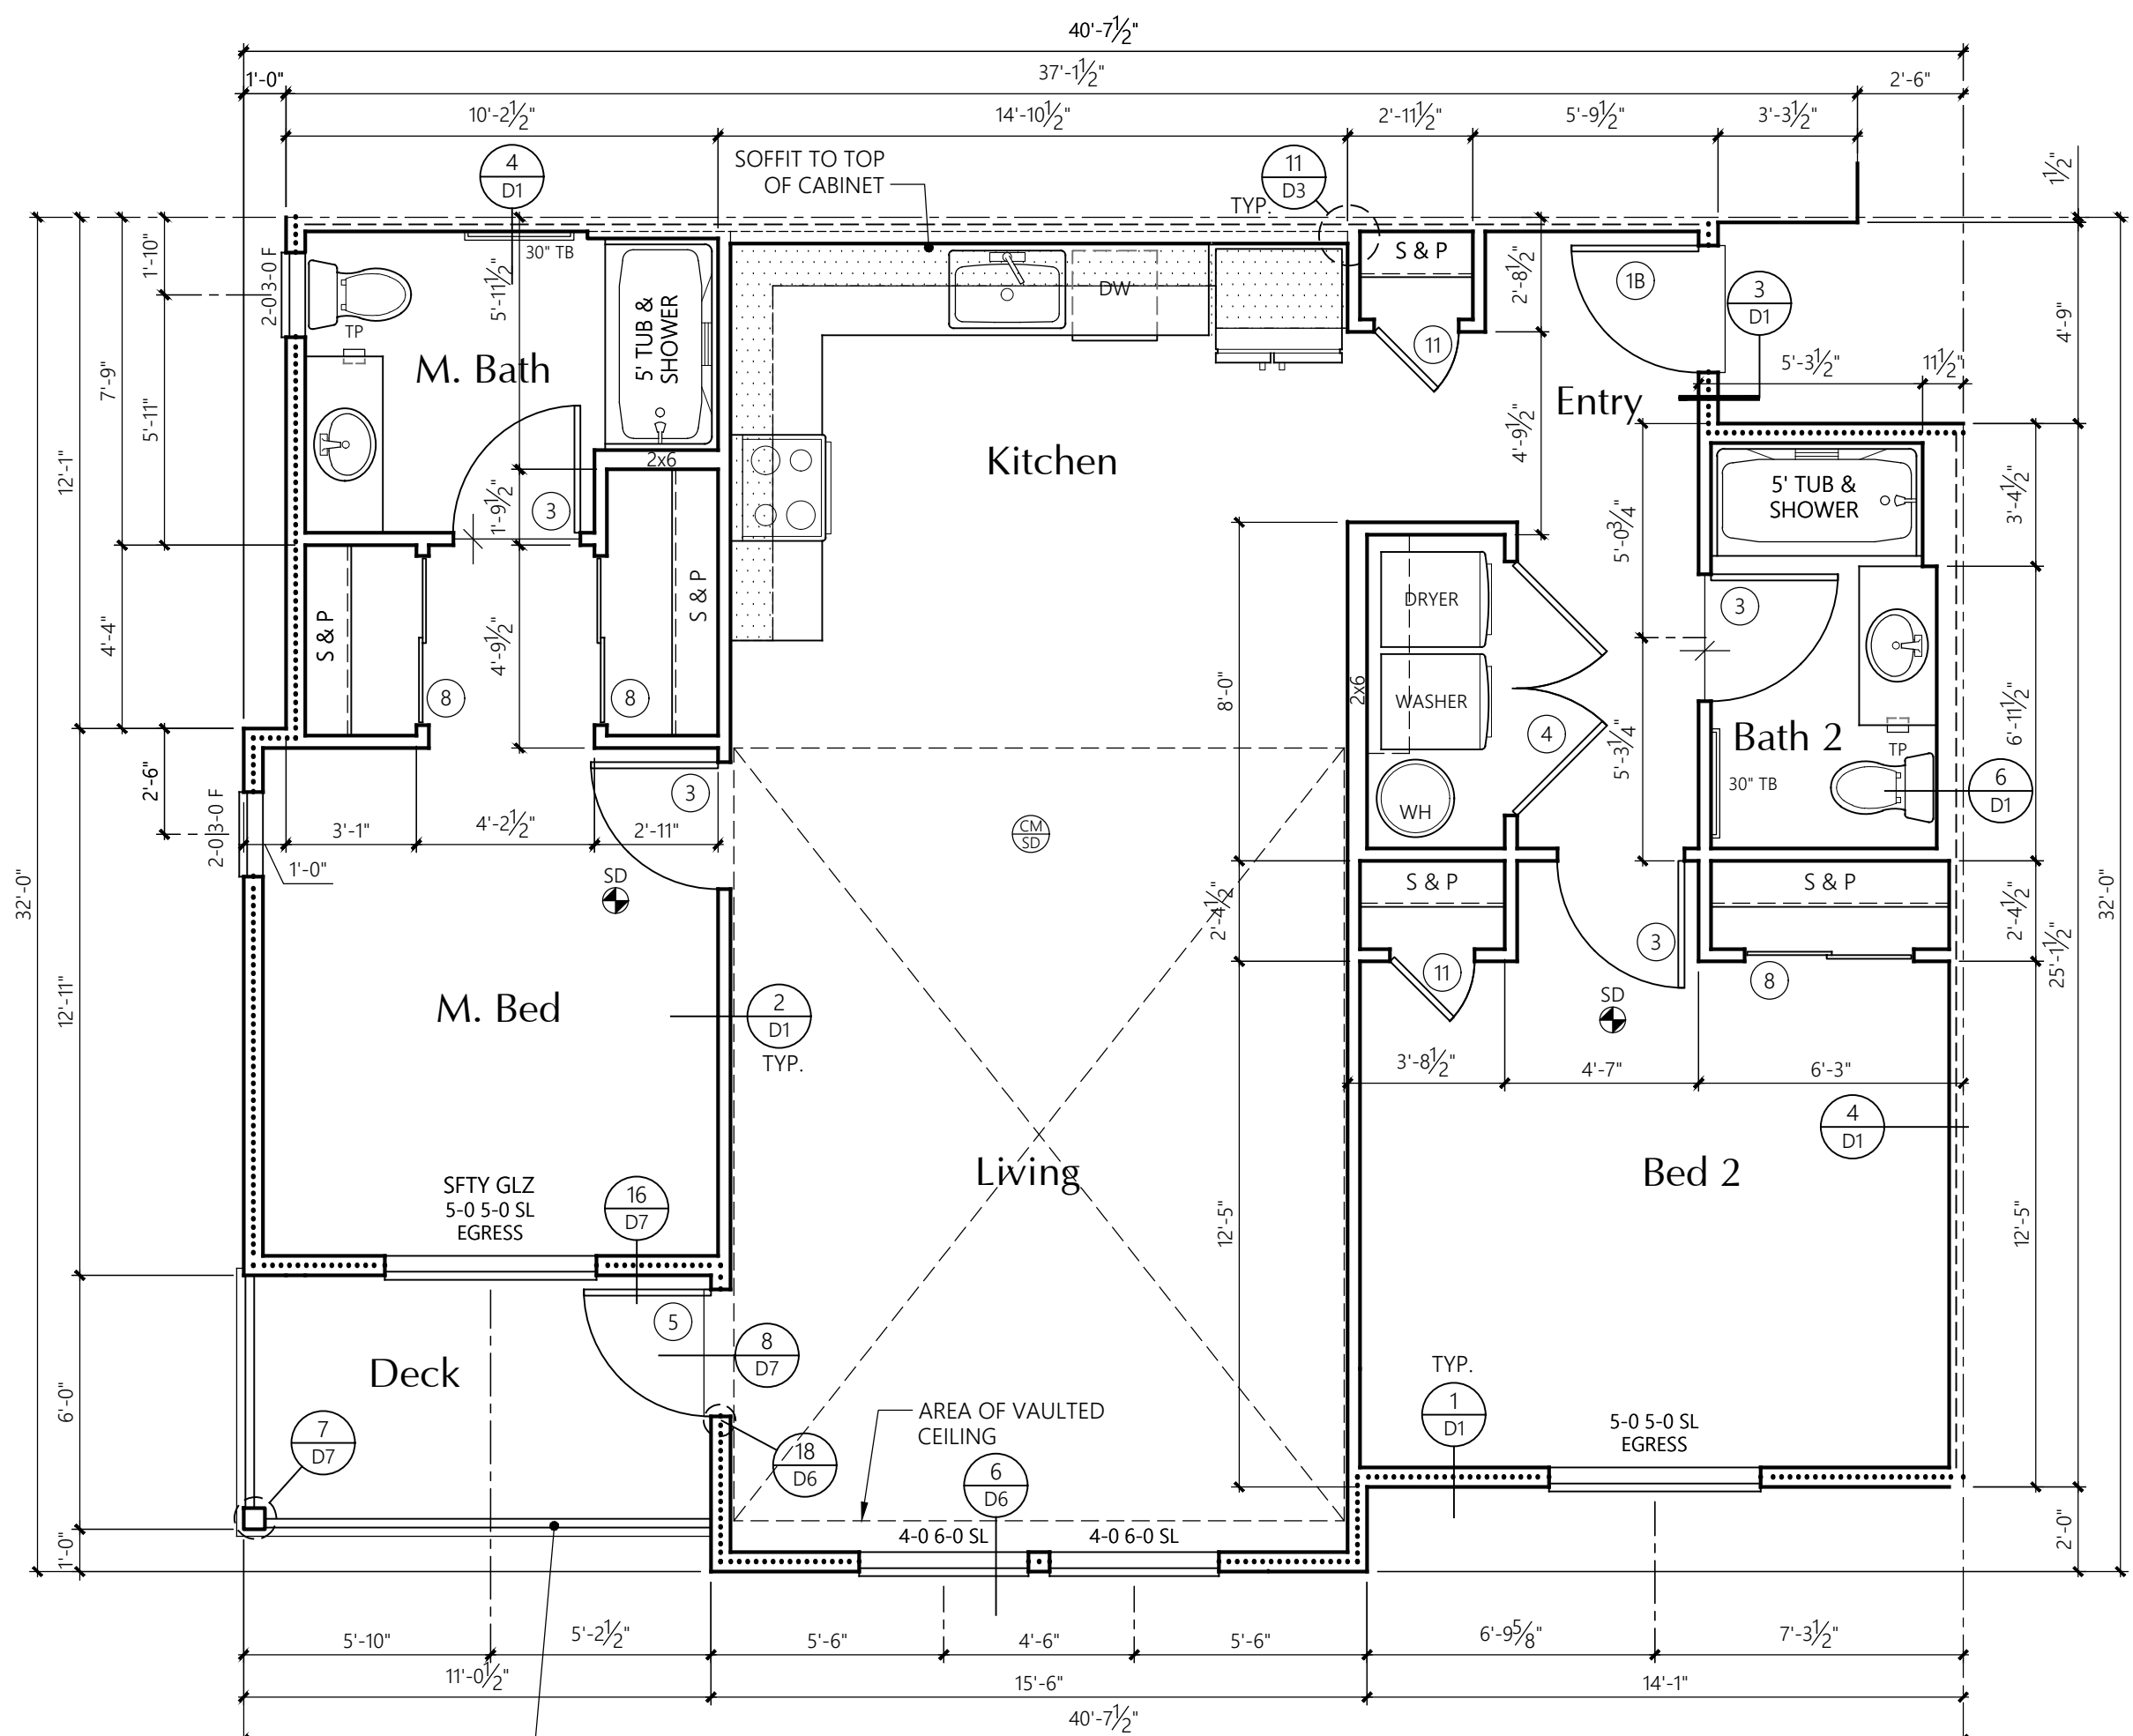 40'-7½"
1'-0"
37'-1½"
2'-6"
10'-2½"
14'-10½"
2'-11½"
5'-9½"
3'-3½"
4
D1
SOFFIT TO TOP
OF CABINET
11
D3
TYP.
1½"
1'-10"
2-0 3-0 F
30" TB
5'-11½"
S & P
2'-8½"
1B
3
D1
4'-9"
TP
DW
5' TUB &
SHOWER
M. Bath
11
5'-3½"
11½"
7'-9"
5'-11"
Entry
12'-1"
Kitchen
4'-9½"
2x6
1'-9½"
3
5' TUB &
SHOWER
3'-4½"
5'-0¾"
S & P
S & P
DRYER
3
4'-4"
4'-9½"
8
8
8'-0"
2x6
WASHER
4
5'-3¼"
Bath 2
6'-11½"
TP
30" TB
6
D1
2'-6"
2-0 3-0 F
3
WH
3'-1"
4'-2½"
2'-11"
CM
SD
1'-0"
SD
32'-0"
S & P
S & P
2'-4½"
2'-4½"
32'-0"
25'-1½"
3
11
8
12'-11"
M. Bed
2
D1
TYP.
SD
3'-8½"
4'-7"
6'-3"
4
D1
Living
Bed 2
SFTY GLZ
5-0 5-0 SL
EGRESS
16
D7
12'-5"
12'-5"
5
8
D7
Deck
TYP.
1
D1
6'-0"
AREA OF VAULTED
CEILING
5-0 5-0 SL
EGRESS
7
D7
18
D6
6
D6
4-0 6-0 SL
4-0 6-0 SL
1'-0"
2'-0"
5'-10"
5'-2½"
5'-6"
4'-6"
5'-6"
6'-9⅝"
7'-3½"
11'-0½"
15'-6"
14'-1"
40'-7½"